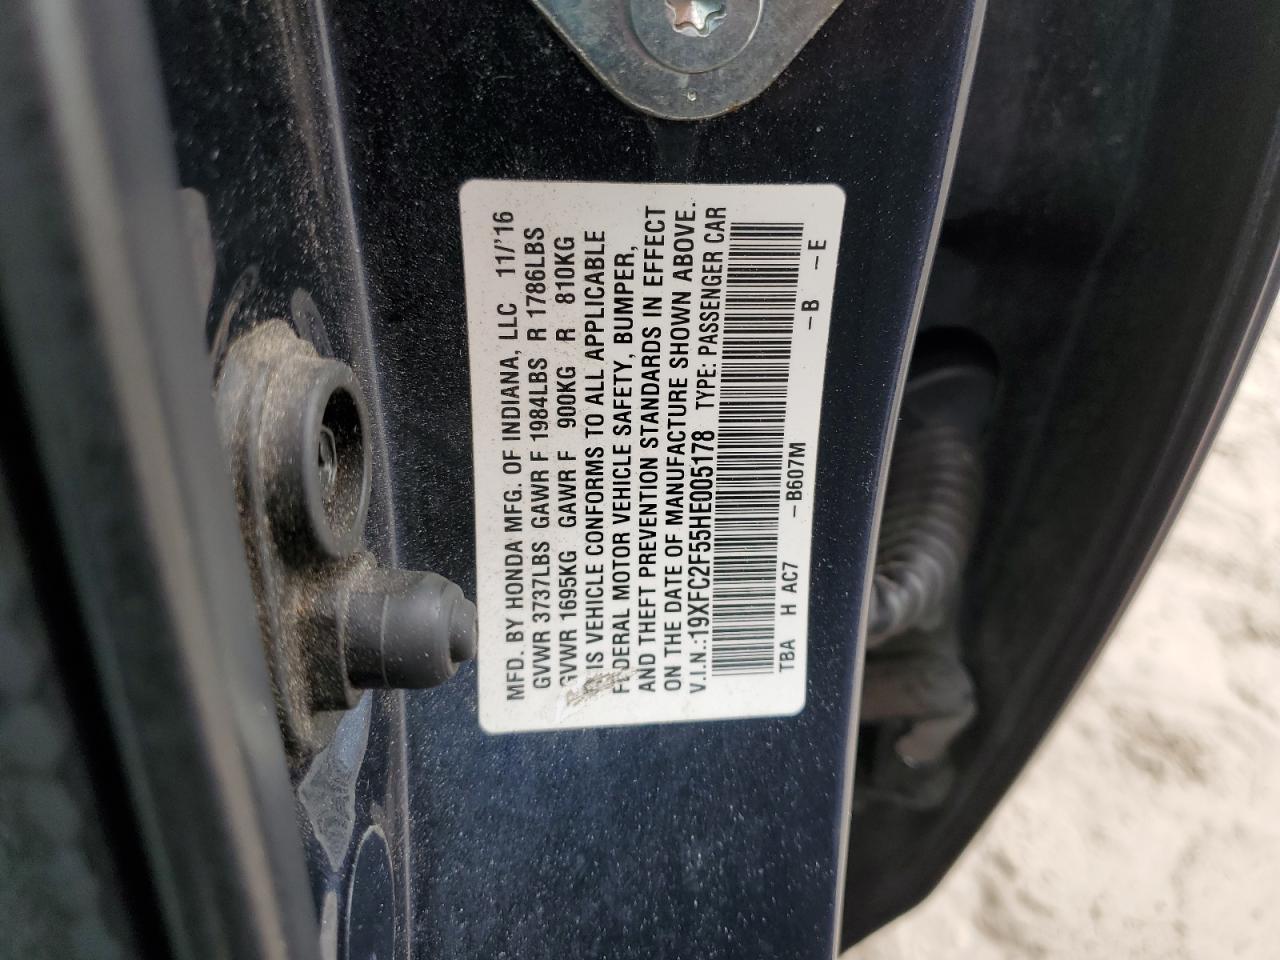 MFD. BY HONDA MFG. OF INDIANA, LLC 11/'16
GVWR 3737LBS GAWR F 1984LBS R 1786LBS
GVWR 1695KG GAWR F 900KG R 810KG
THIS VEHICLE CONFORMS TO ALL APPLICABLE
FEDERAL MOTOR VEHICLE SAFETY, BUMPER,
AND THEFT PREVENTION STANDARDS IN EFFECT
ON THE DATE OF MANUFACTURE SHOWN ABOVE.
V.I.N.:19XFC2F55HE005178 TYPE: PASSENGER CAR
TBA H AC7 –B607M –B –E